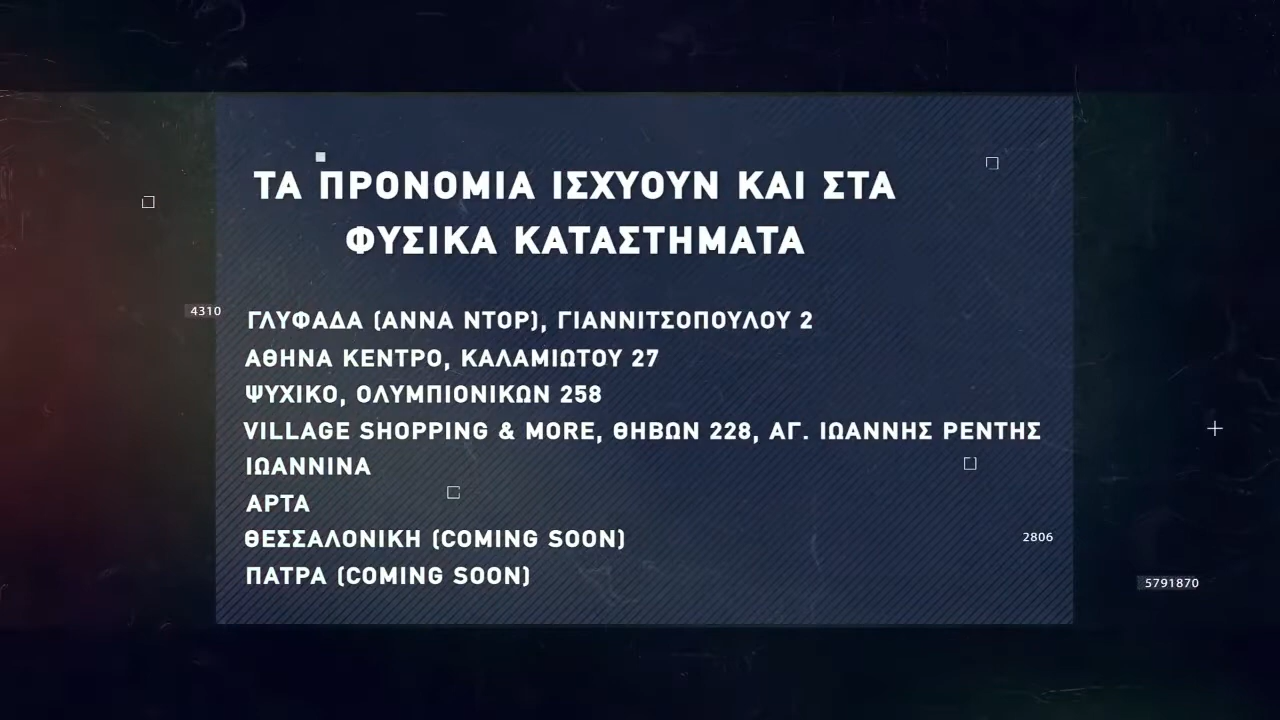 ΤΑ ΠΡΟΝΟΜΙΑ ΙΣΧΥΟΥΝ ΚΑΙ ΣΤΑ
ΦΥΣΙΚΑ ΚΑΤΑΣΤΗΜΑΤΑ
4310
ΓΛΥΦΑΔΑ (ΑΝΝΑ ΝΤΟΡ), ΓΙΑΝΝΙΤΣΟΠΟΥΛΟΥ 2
ΑΘΗΝΑ ΚΕΝΤΡΟ, ΚΑΛΑΜΙΩΤΟΥ 27
ΨΥΧΙΚΟ, ΟΛΥΜΠΙΟΝΙΚΩΝ 258
VILLAGE SHOPPING & MORE, ΘΗΒΩΝ 228, ΑΓ. ΙΩΑΝΝΗΣ ΡΕΝΤΗΣ
ΙΩΑΝΝΙΝΑ
ΑΡΤΑ
ΘΕΣΣΑΛΟΝΙΚΗ (COMING SOON)
2806
ΠΑΤΡΑ (COMING SOON)
5791870